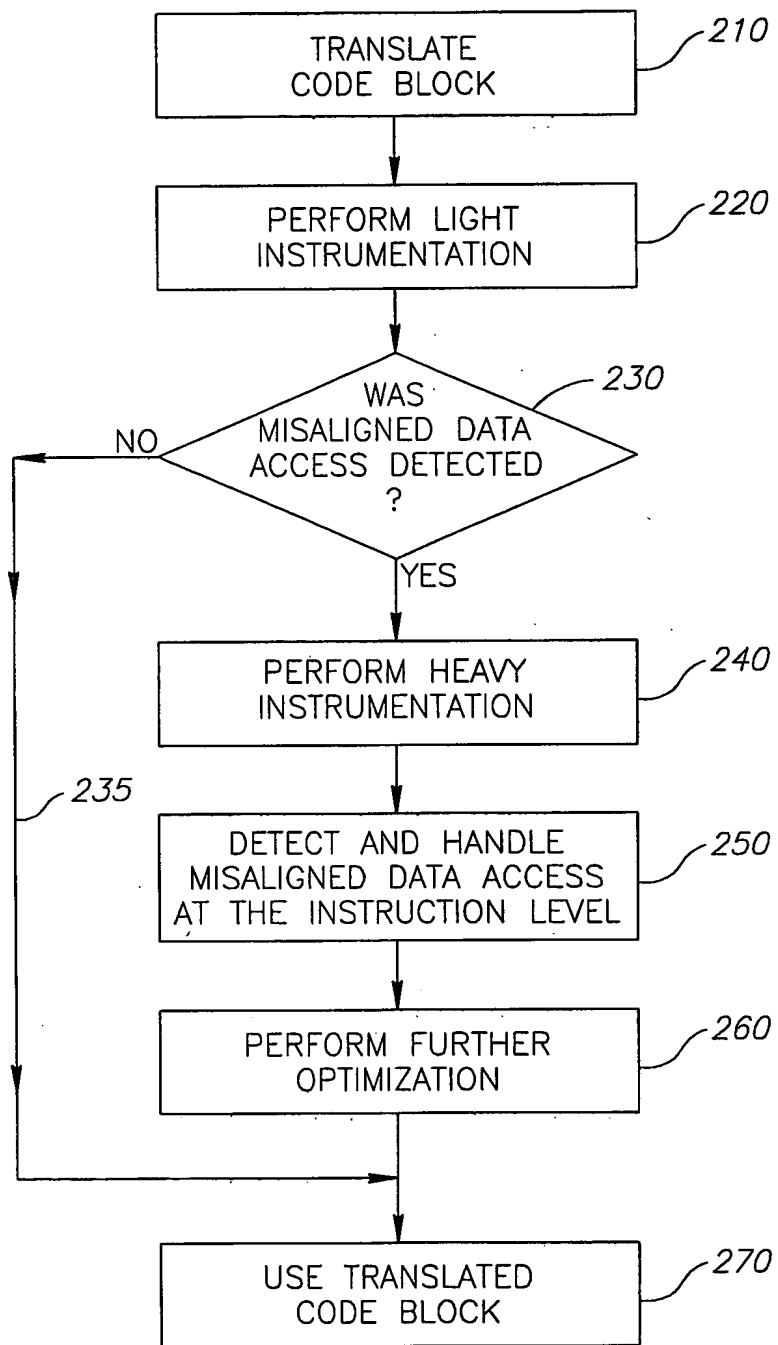 TRANSLATE
CODE BLOCK
210
PERFORM LIGHT
INSTRUMENTATION
220
WAS
MISALIGNED DATA
ACCESS DETECTED
?
230
NO
YES
PERFORM HEAVY
INSTRUMENTATION
240
235
DETECT AND HANDLE
MISALIGNED DATA ACCESS
AT THE INSTRUCTION LEVEL
250
PERFORM FURTHER
OPTIMIZATION
260
USE TRANSLATED
CODE BLOCK
270